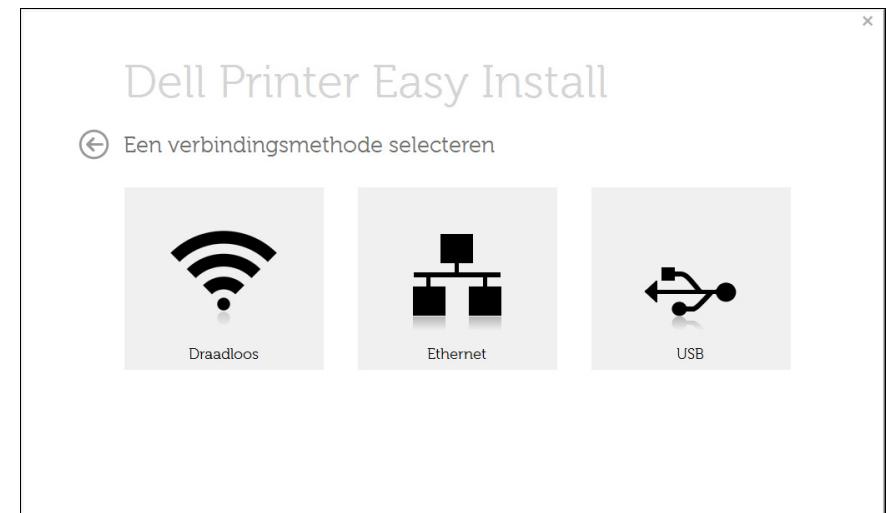 Dell Printer Easy Install
Een verbindingsmethode selecteren
Draadloos
Ethernet
USB